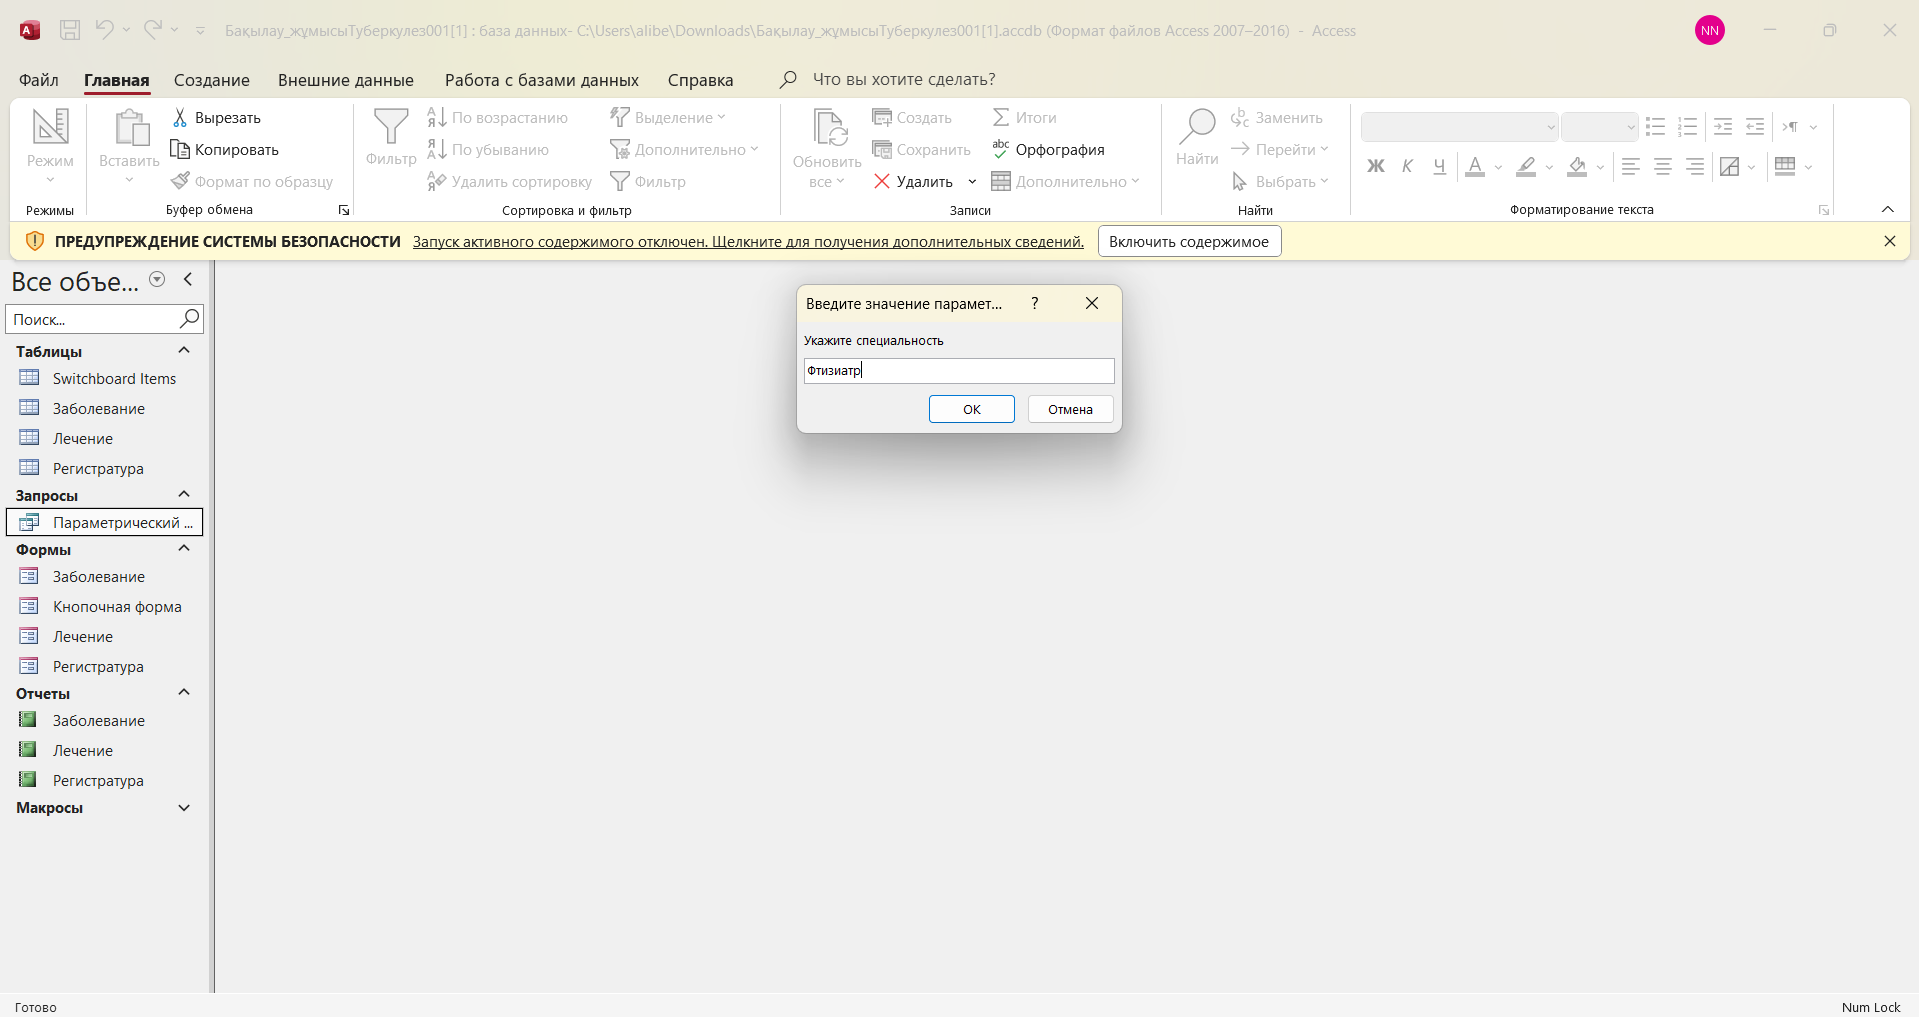 Бақылау_жұмысыТуберкулез001[1] : база данных- C:\Users\alibe\Downloads\Бақылау_жұмысыТуберкулез001[1].accdb (Формат файлов Access 2007–2016) - Access
NN
Файл Главная Создание Внешние данные Работа с базами данных Справка Что вы хотите сделать?
Режим
Режимы
Вставить
Вырезать
Копировать
Формат по образцу
Буфер обмена
Фильтр
По возрастанию
По убыванию
Удалить сортировку
Выделение
Дополнительно
Фильтр
Сортировка и фильтр
Обновить
все
Создать
Сохранить
Удалить
Итоги
Орфография
Дополнительно
Записи
Найти
Заменить
Перейти
Выбрать
Найти
Ж К Ч А
Форматирование текста
ПРЕДУПРЕЖДЕНИЕ СИСТЕМЫ БЕЗОПАСНОСТИ Запуск активного содержимого отключен. Щелкните для получения дополнительных сведений. Включить содержимое
Все объе...
Поиск...
Таблицы
Switchboard Items
Заболевание
Лечение
Регистратура
Запросы
Параметрический ...
Формы
Заболевание
Кнопочная форма
Лечение
Регистратура
Отчеты
Заболевание
Лечение
Регистратура
Макросы
Введите значение парамет... ?
Укажите специальность
Фтизиатр
ОК Отмена
Готово
Num Lock